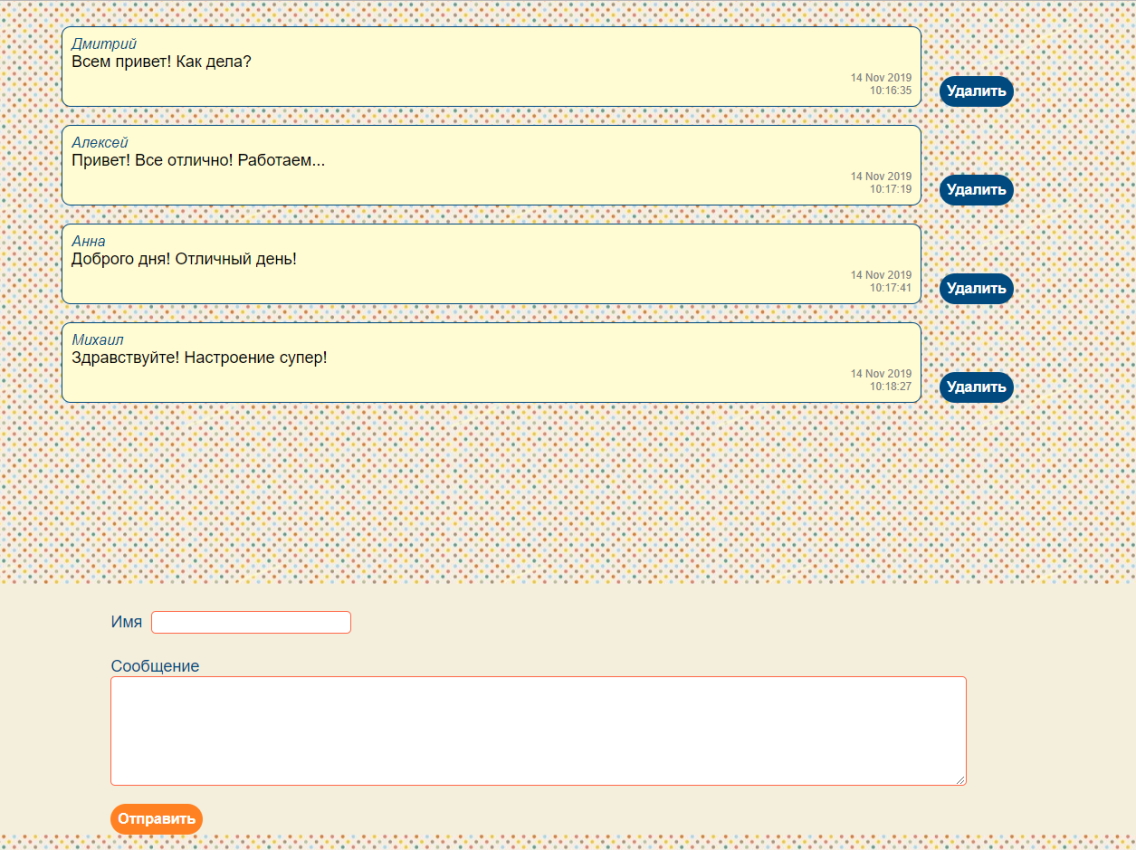 Дмитрий
Всем привет! Как дела?
14 Nov 2019
10:16:35
Удалить
Алексей
Привет! Все отлично! Работаем...
14 Nov 2019
10:17:19
Удалить
Анна
Доброго дня! Отличный день!
14 Nov 2019
10:17:41
Удалить
Михаил
Здравствуйте! Настроение супер!
14 Nov 2019
10:18:27
Удалить
Имя
Сообщение
Отправить